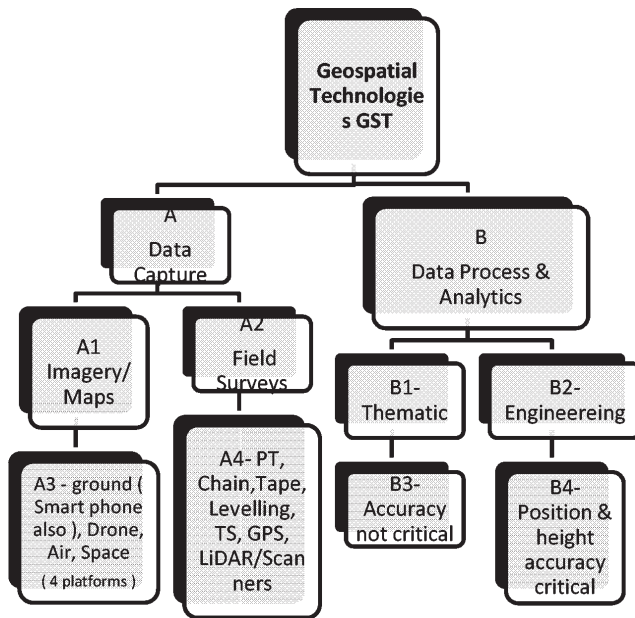 Geospatial
Technologie
s GST
A
Data
Capture
B
Data Process &
Analytics
A1
Imagery/
Maps
A2
Field
Surveys
B1-
Thematic
B2-
Engineereing
A3 - ground (
Smart phone
also ), Drone,
Air, Space
( 4 platforms )
A4- PT,
Chain,Tape,
Levelling,
TS, GPS,
LiDAR/Scan
ners
B3-
Accuracy
not critical
B4-
Position &
height
accuracy
critical